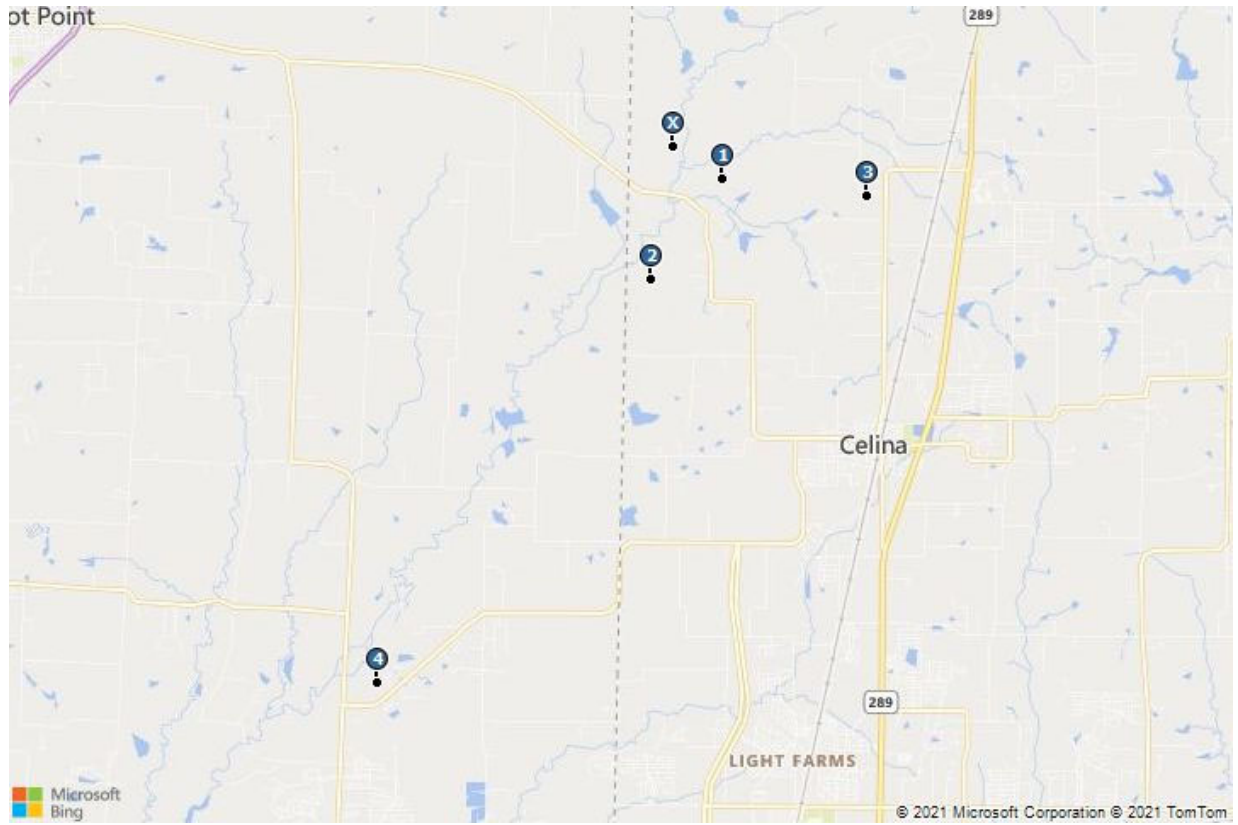 ot Point
289
X
1
3
2
Celina
4
289
LIGHT FARMS
Microsoft
Bing
© 2021 Microsoft Corporation © 2021 TomTom